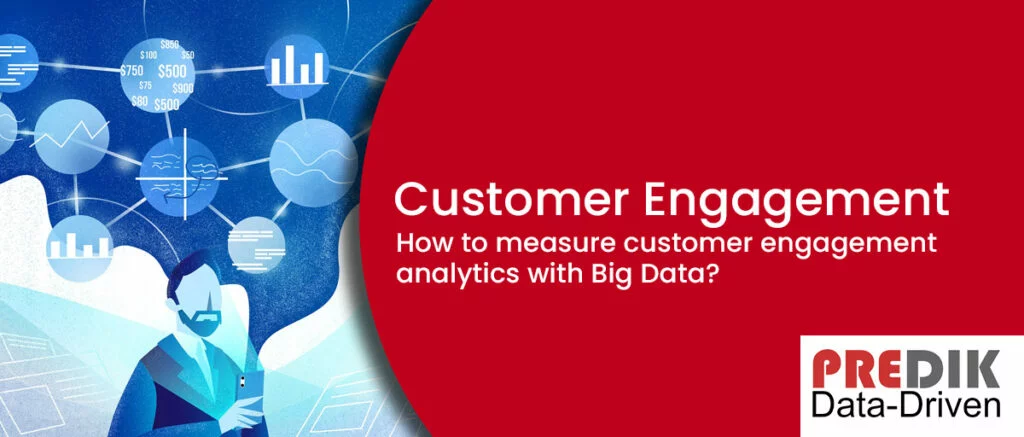 $850
$100 $50
$750 $500
$75 $900
$60 $500
Customer Engagement
How to measure customer engagement
analytics with Big Data?
PREDIK
Data-Driven